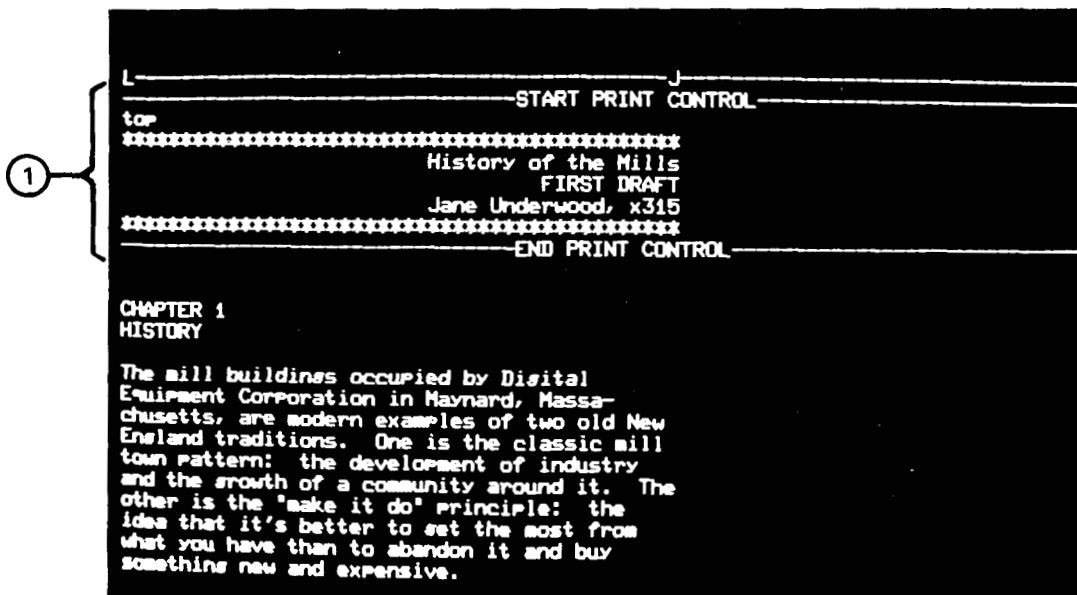 L--------------------------------------------------J--------------------
--------------------START PRINT CONTROL--------------------
top
*********************************************
History of the Mills
FIRST DRAFT
Jane Underwood, x315
*********************************************
--------------------END PRINT CONTROL--------------------
1
CHAPTER 1
HISTORY
The mill buildings occupied by Digital
Equipment Corporation in Maynard, Massa-
chusetts, are modern examples of two old New
England traditions.  One is the classic mill
town pattern:  the development of industry
and the growth of a community around it.  The
other is the "make it do" principle:  the
idea that it's better to get the most from
what you have than to abandon it and buy
something new and expensive.